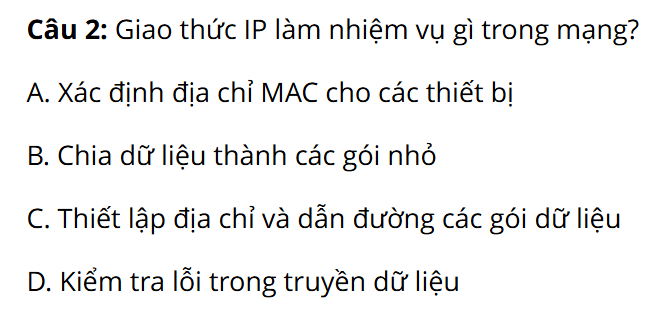 Câu 2: Giao thức IP làm nhiệm vụ gì trong mạng?
A. Xác định địa chỉ MAC cho các thiết bị
B. Chia dữ liệu thành các gói nhỏ
C. Thiết lập địa chỉ và dẫn đường các gói dữ liệu
D. Kiểm tra lỗi trong truyền dữ liệu